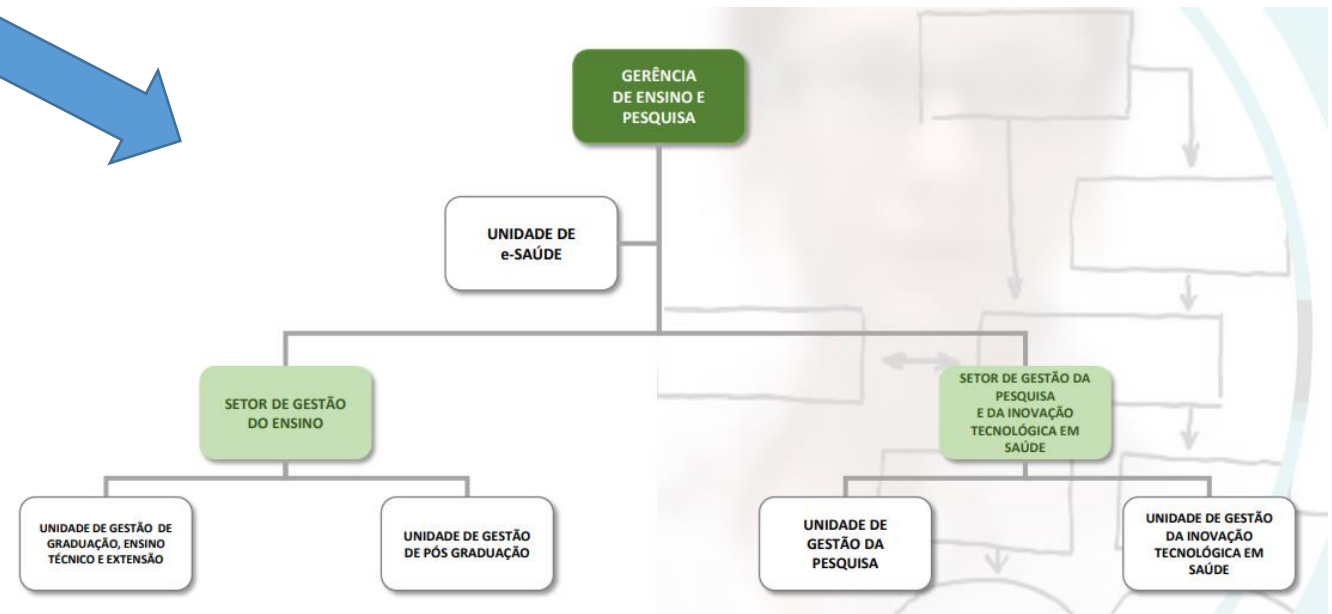 GERÊNCIA
DE ENSINO E
PESQUISA
UNIDADE DE
e-SAÚDE
SETOR DE GESTÃO
DO ENSINO
SETOR DE GESTÃO DA
PESQUISA
E DA INOVAÇÃO
TECNOLÓGICA EM
SAÚDE
UNIDADE DE GESTÃO DE
GRADUAÇÃO, ENSINO
TÉCNICO E EXTENSÃO
UNIDADE DE GESTÃO
DE PÓS GRADUAÇÃO
UNIDADE DE
GESTÃO DA
PESQUISA
UNIDADE DE GESTÃO
DA INOVAÇÃO
TECNOLÓGICA EM
SAÚDE